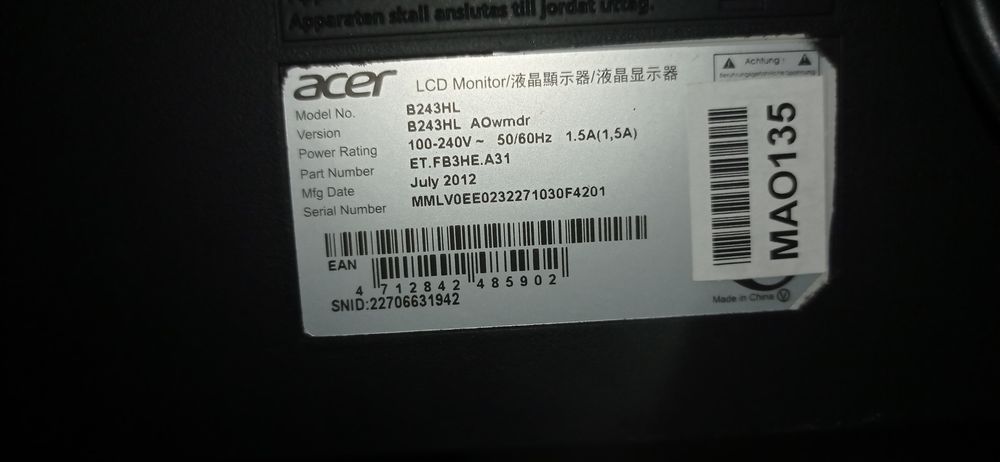 Apparaten skall anslutas till jordat uttag.
acer LCD Monitor/液晶顯示器/液晶显示器
Model No. B243HL
Version B243HL AOwmdr
Power Rating 100-240V~ 50/60Hz 1.5A(1,5A)
Part Number ET.FB3HE.A31
Mfg Date July 2012
Serial Number MMLV0EE0232271030F4201
EAN
4 712842 485902
SNID:22706631942
Achtung
MAO135
Made in China